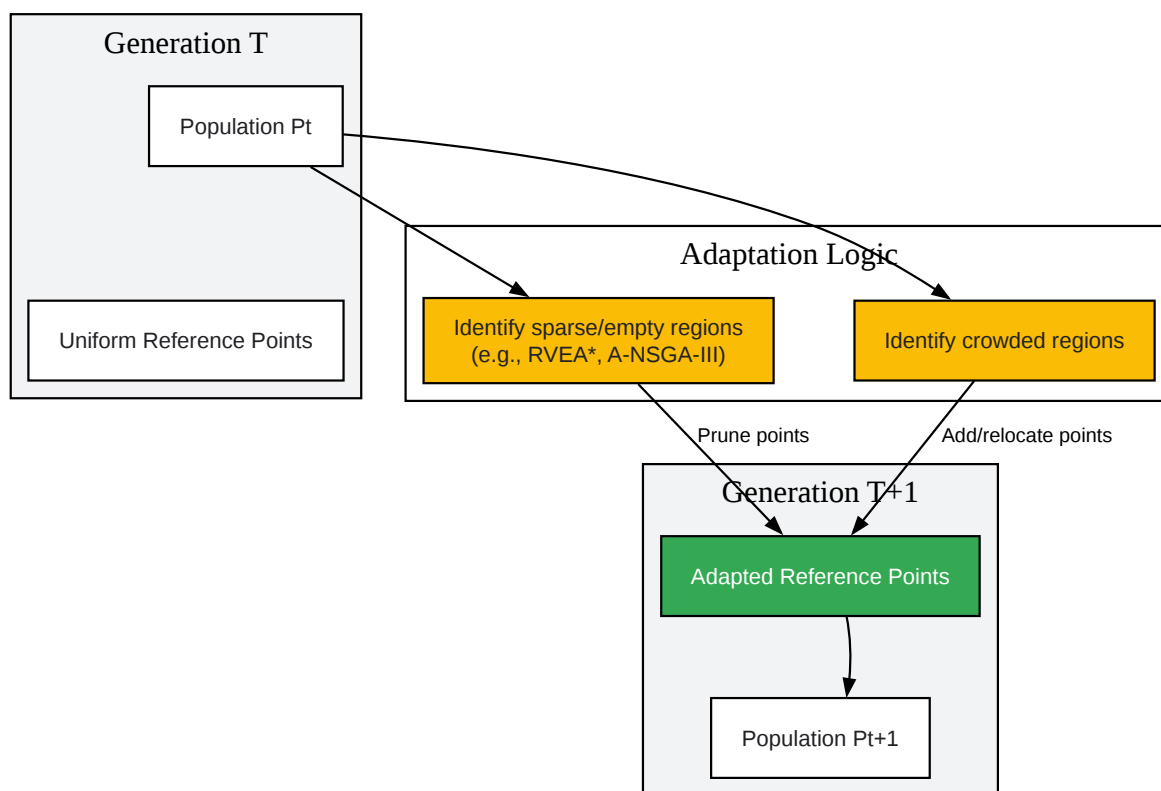 Generation T
Population Pt
Uniform Reference Points
Adaptation Logic
Identify sparse/empty regions
(e.g., RVEA*, A-NSGA-III)
Identify crowded regions
Prune points
Add/relocate points
Generation T+1
Adapted Reference Points
Population Pt+1